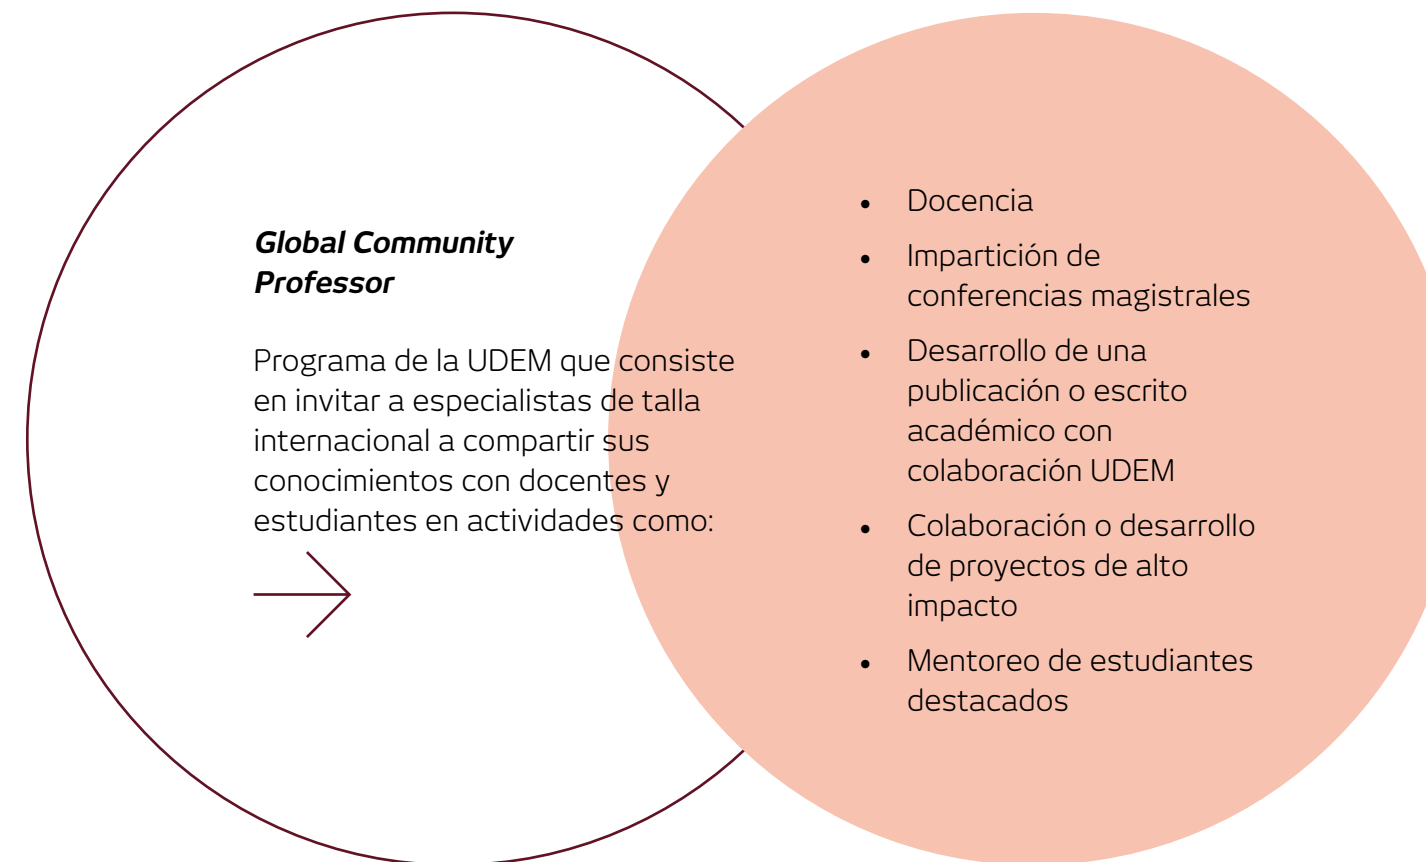 Global Community
Professor
Programa de la UDEM que consiste
en invitar a especialistas de talla
internacional a compartir sus
conocimientos con docentes y
estudiantes en actividades como:
• Docencia
• Impartición de
conferencias magistrales
• Desarrollo de una
publicación o escrito
académico con
colaboración UDEM
• Colaboración o desarrollo
de proyectos de alto
impacto
• Mentoreo de estudiantes
destacados